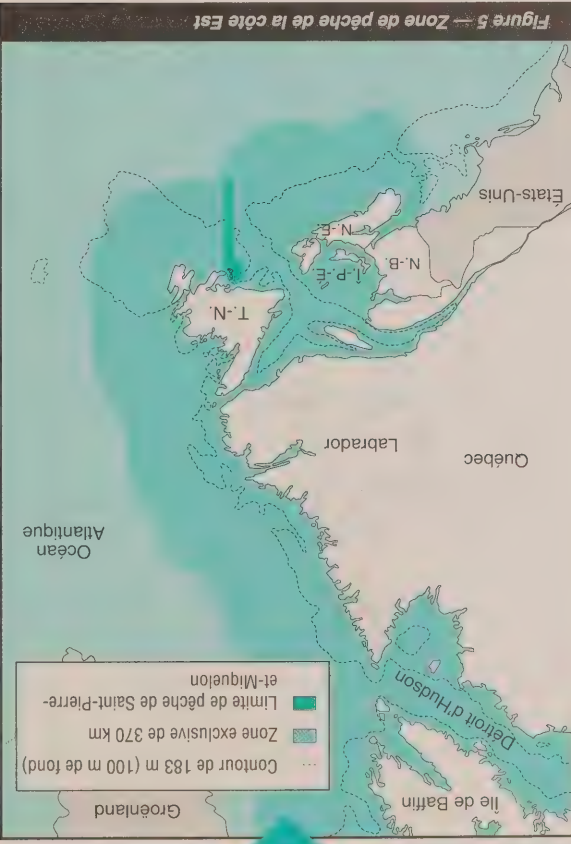 Île de Baffin
Groënland
Contour de 183 m (100 m de fond)
Zone exclusive de 370 km
Limite de pêche de Saint-Pierre-
et-Miquelon
Détroit d'Hudson
Océan
Atlantique
Québec
Labrador
T.-N.
Î-P-É
N.-B.
N.-É.
États-Unis
Figure 5 — Zone de pêche de la côte Est